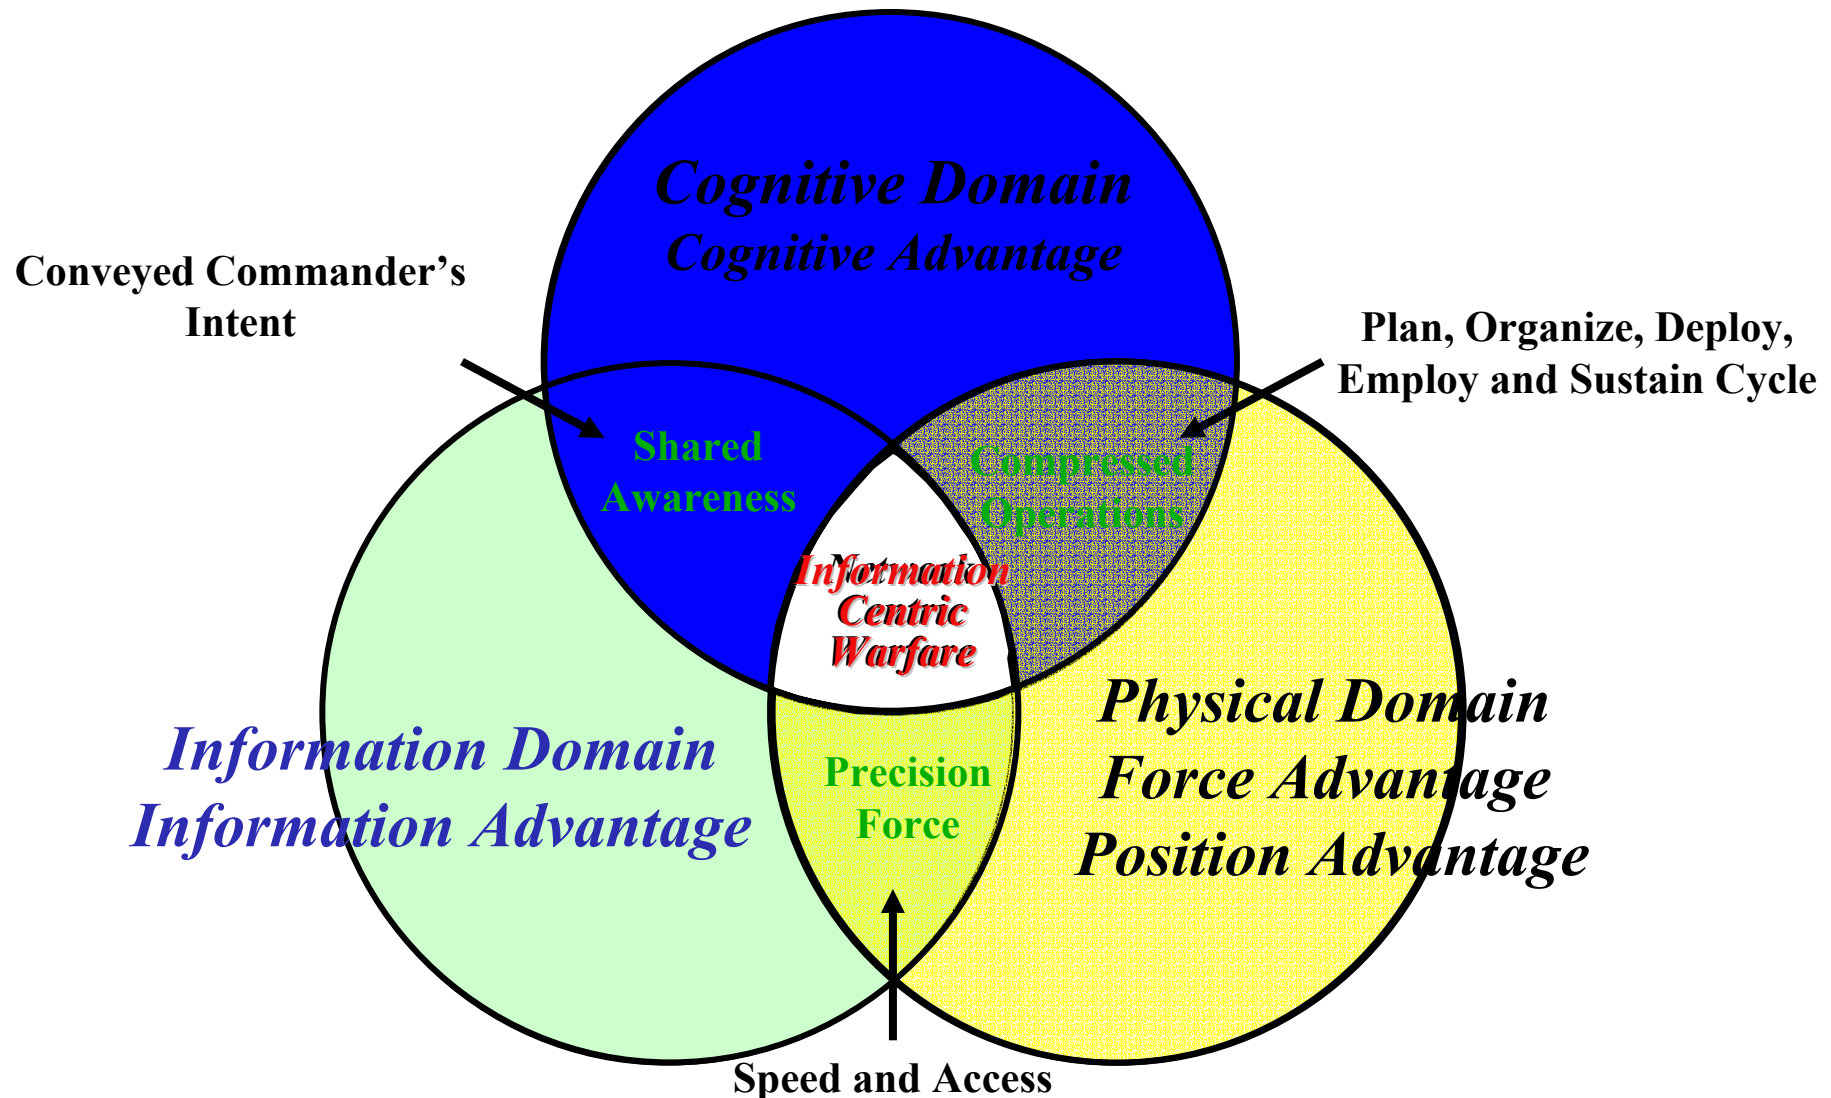 Cognitive Domain
Cognitive Advantage
Conveyed Commander’s
Intent
Plan, Organize, Deploy,
Employ and Sustain Cycle
Shared
Awareness
Compressed
Operations
Information
Centric
Warfare
Information Domain
Information Advantage
Physical Domain
Force Advantage
Position Advantage
Precision
Force
Speed and Access